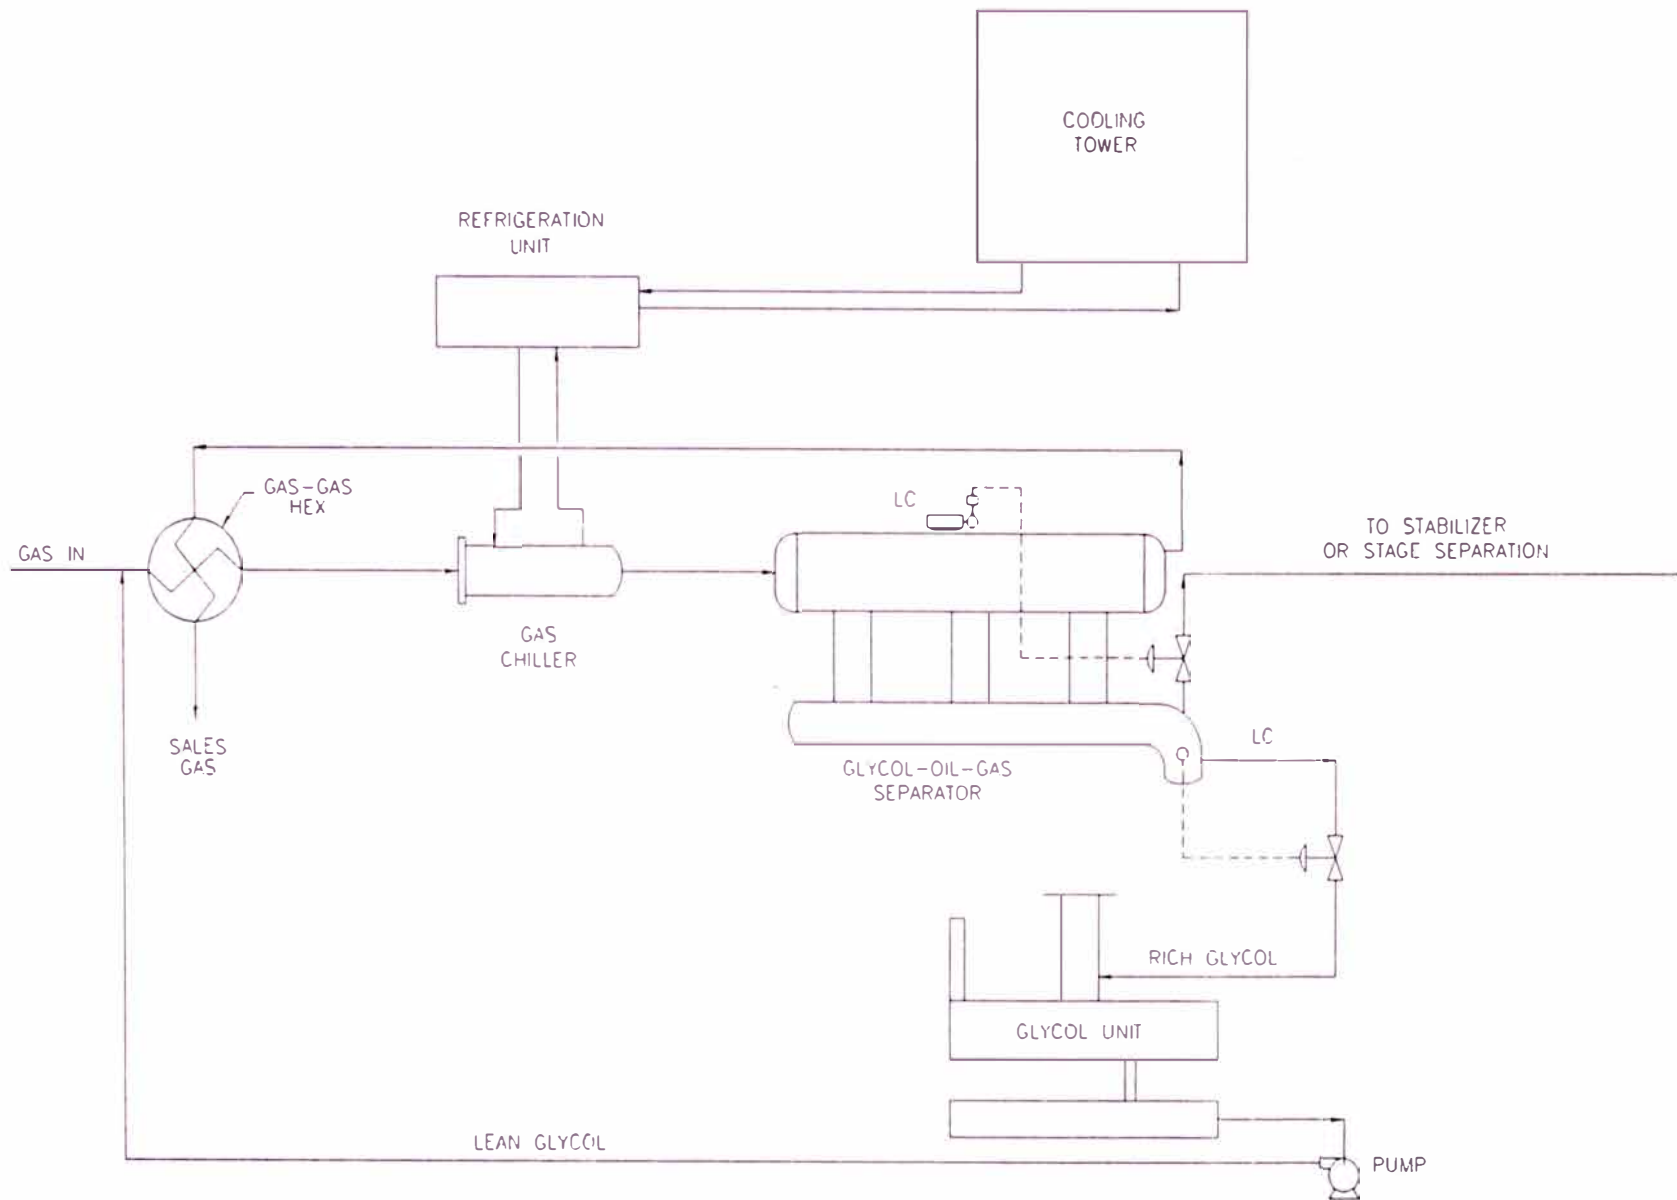 COOLING
TOWER
REFRIGERATION
UNIT
GAS-GAS
HEX
LC
TO STABILIZER
OR STAGE SEPARATION
GAS IN
GAS
CHILLER
SALES
GAS
LC
GLYCOL-OIL-GAS
SEPARATOR
RICH GLYCOL
GLYCOL UNIT
LEAN GLYCOL
PUMP